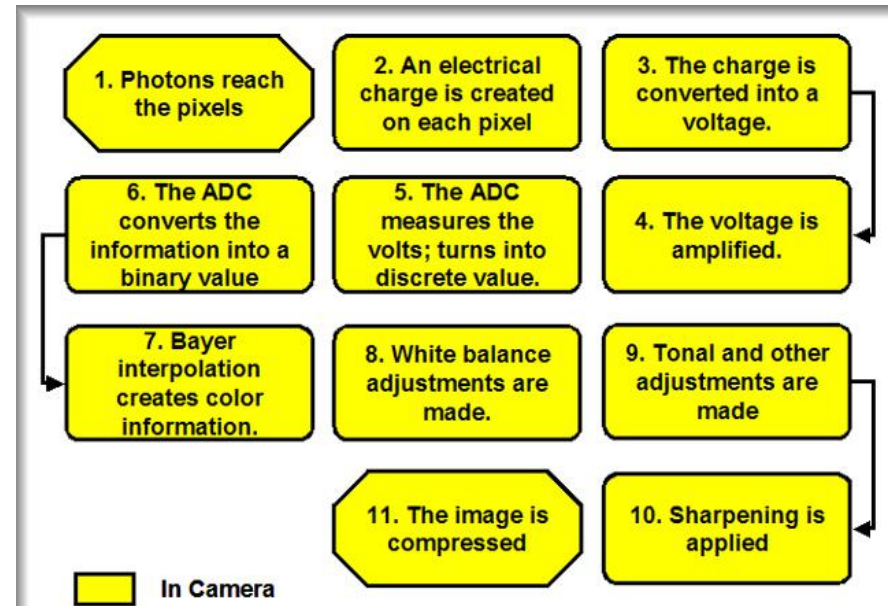 1. Photons reach
the pixels
2. An electrical
charge is created
on each pixel
3. The charge is
converted into a
voltage.
4. The voltage is
amplified.
5. The ADC
measures the
volts; turns into
discrete value.
6. The ADC
converts the
information into a
binary value
7. Bayer
interpolation
creates color
information.
8. White balance
adjustments are
made.
9. Tonal and other
adjustments are
made
10. Sharpening is
applied
11. The image is
compressed
In Camera